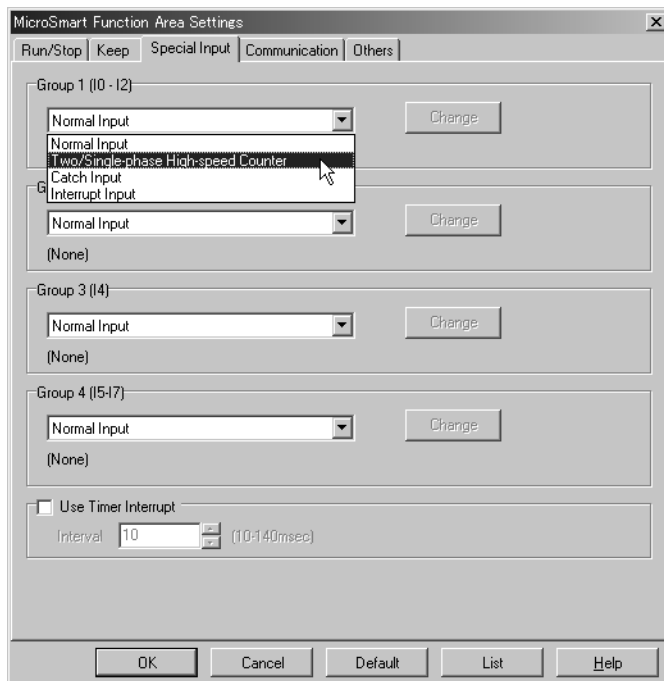 MicroSmart Function Area Settings
Run/Stop Keep Special Input Communication Others
Group 1 (I0 - I2)
Normal Input Change
Normal Input
Two/Single-phase High-speed Counter
Catch Input
Interrupt Input
G
Normal Input Change
(None)
Group 3 (I4)
Normal Input Change
(None)
Group 4 (I5-I7)
Normal Input Change
(None)
Use Timer Interrupt
Interval 10 (10-140msec)
OK Cancel Default List Help